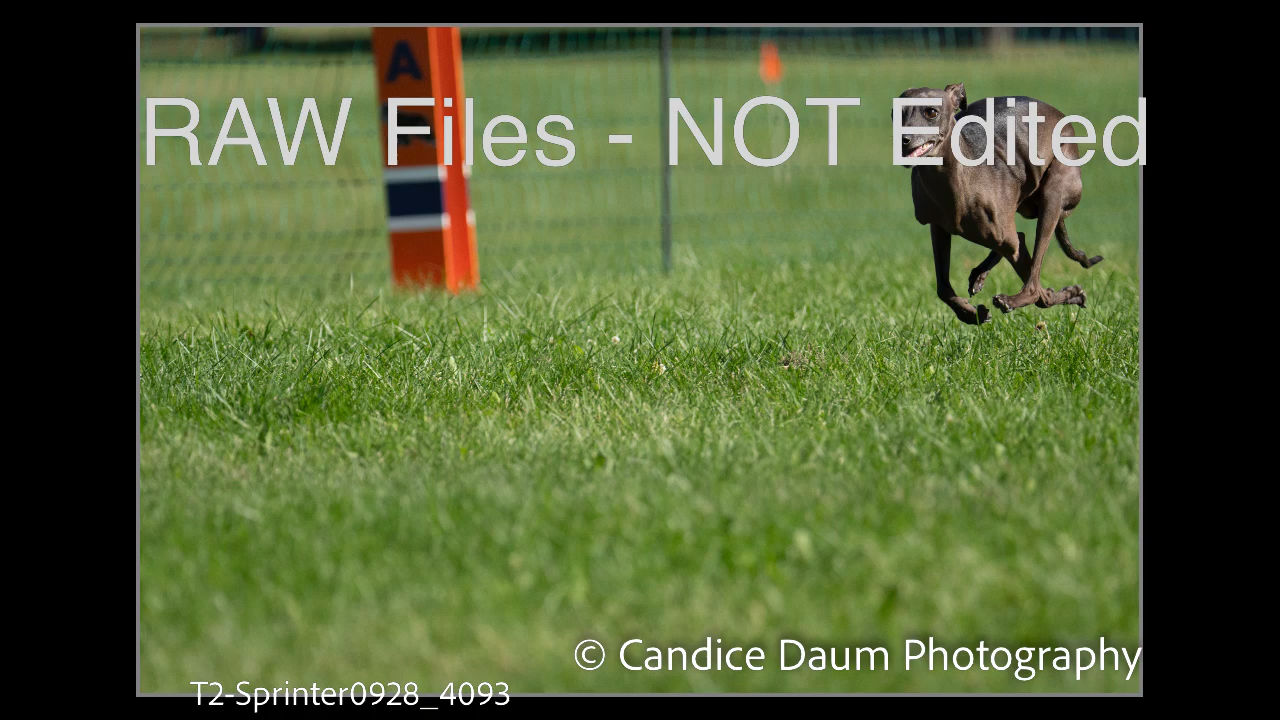 A
RAW Files - NOT Edited
© Candice Daum Photography
T2-Sprinter0928_4093